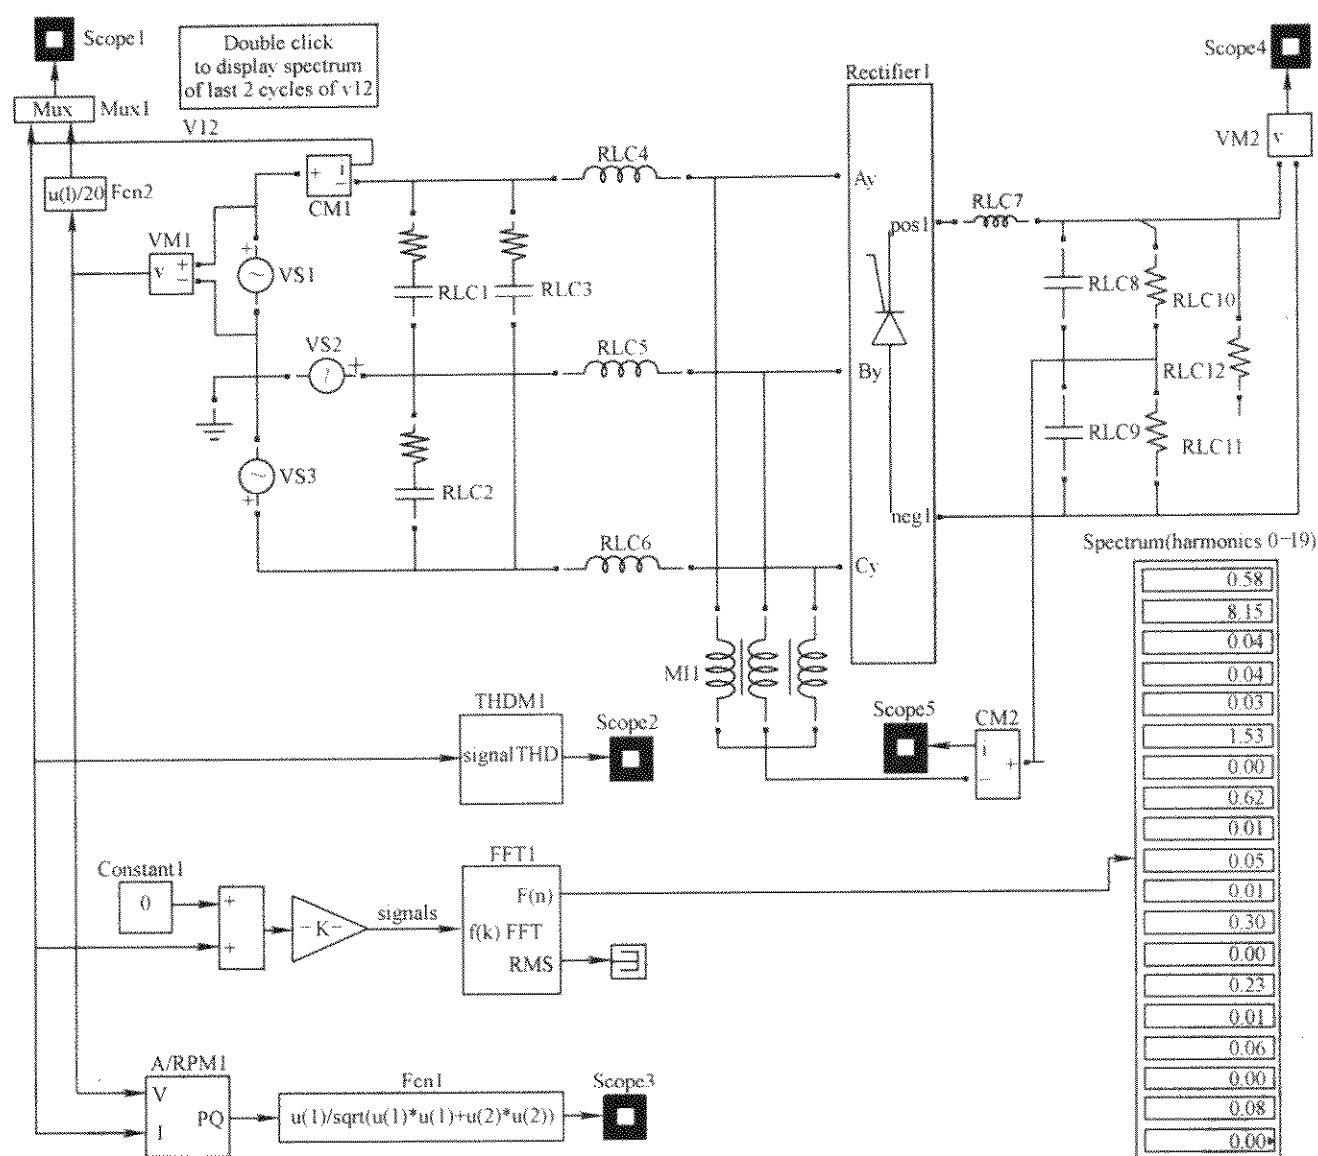 Scope1
Double click
to display spectrum
of last 2 cycles of v12
Scope4
Rectifier1
Mux
Mux1
V12
VM2
v
RLC4
Ay
u(1)/20
Fcn2
+
i
−
CM1
RLC7
pos1
VM1
v
+
−
+
VS1
RLC1
RLC3
RLC8
RLC10
VS2
+
RLC5
By
RLC12
RLC9
RLC11
VS3
+
RLC2
neg1
RLC6
Cy
Spectrum(harmonics 0-19)
0.58
8.15
0.04
0.04
0.03
1.53
0.00
0.62
0.01
0.05
0.01
0.30
0.00
0.23
0.01
0.06
0.00
0.08
0.00
MI1
THDM1
signal THD
Scope2
Scope5
CM2
i
+
−
Constant1
0
+
+
-K-
signals
FFT1
F(n)
f(k) FFT
RMS
A/RPM1
V
PQ
I
Fcn1
u(1)/sqrt(u(1)*u(1)+u(2)*u(2))
Scope3